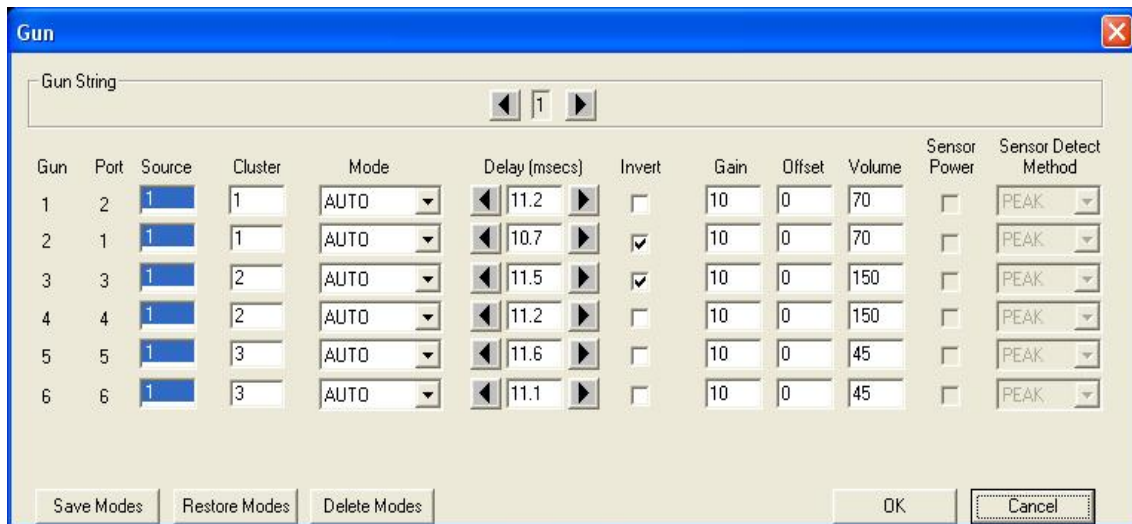 Gun
Gun String
1
Sensor Sensor Detect
Gun Port Source Cluster Mode Delay (msecs) Invert Gain Offset Volume Power Method
1 2 1 1 AUTO 11.2 10 0 70 PEAK
2 1 1 1 AUTO 10.7 10 0 70 PEAK
3 3 1 2 AUTO 11.5 10 0 150 PEAK
4 4 1 2 AUTO 11.2 10 0 150 PEAK
5 5 1 3 AUTO 11.6 10 0 45 PEAK
6 6 1 3 AUTO 11.1 10 0 45 PEAK
Save Modes Restore Modes Delete Modes OK Cancel